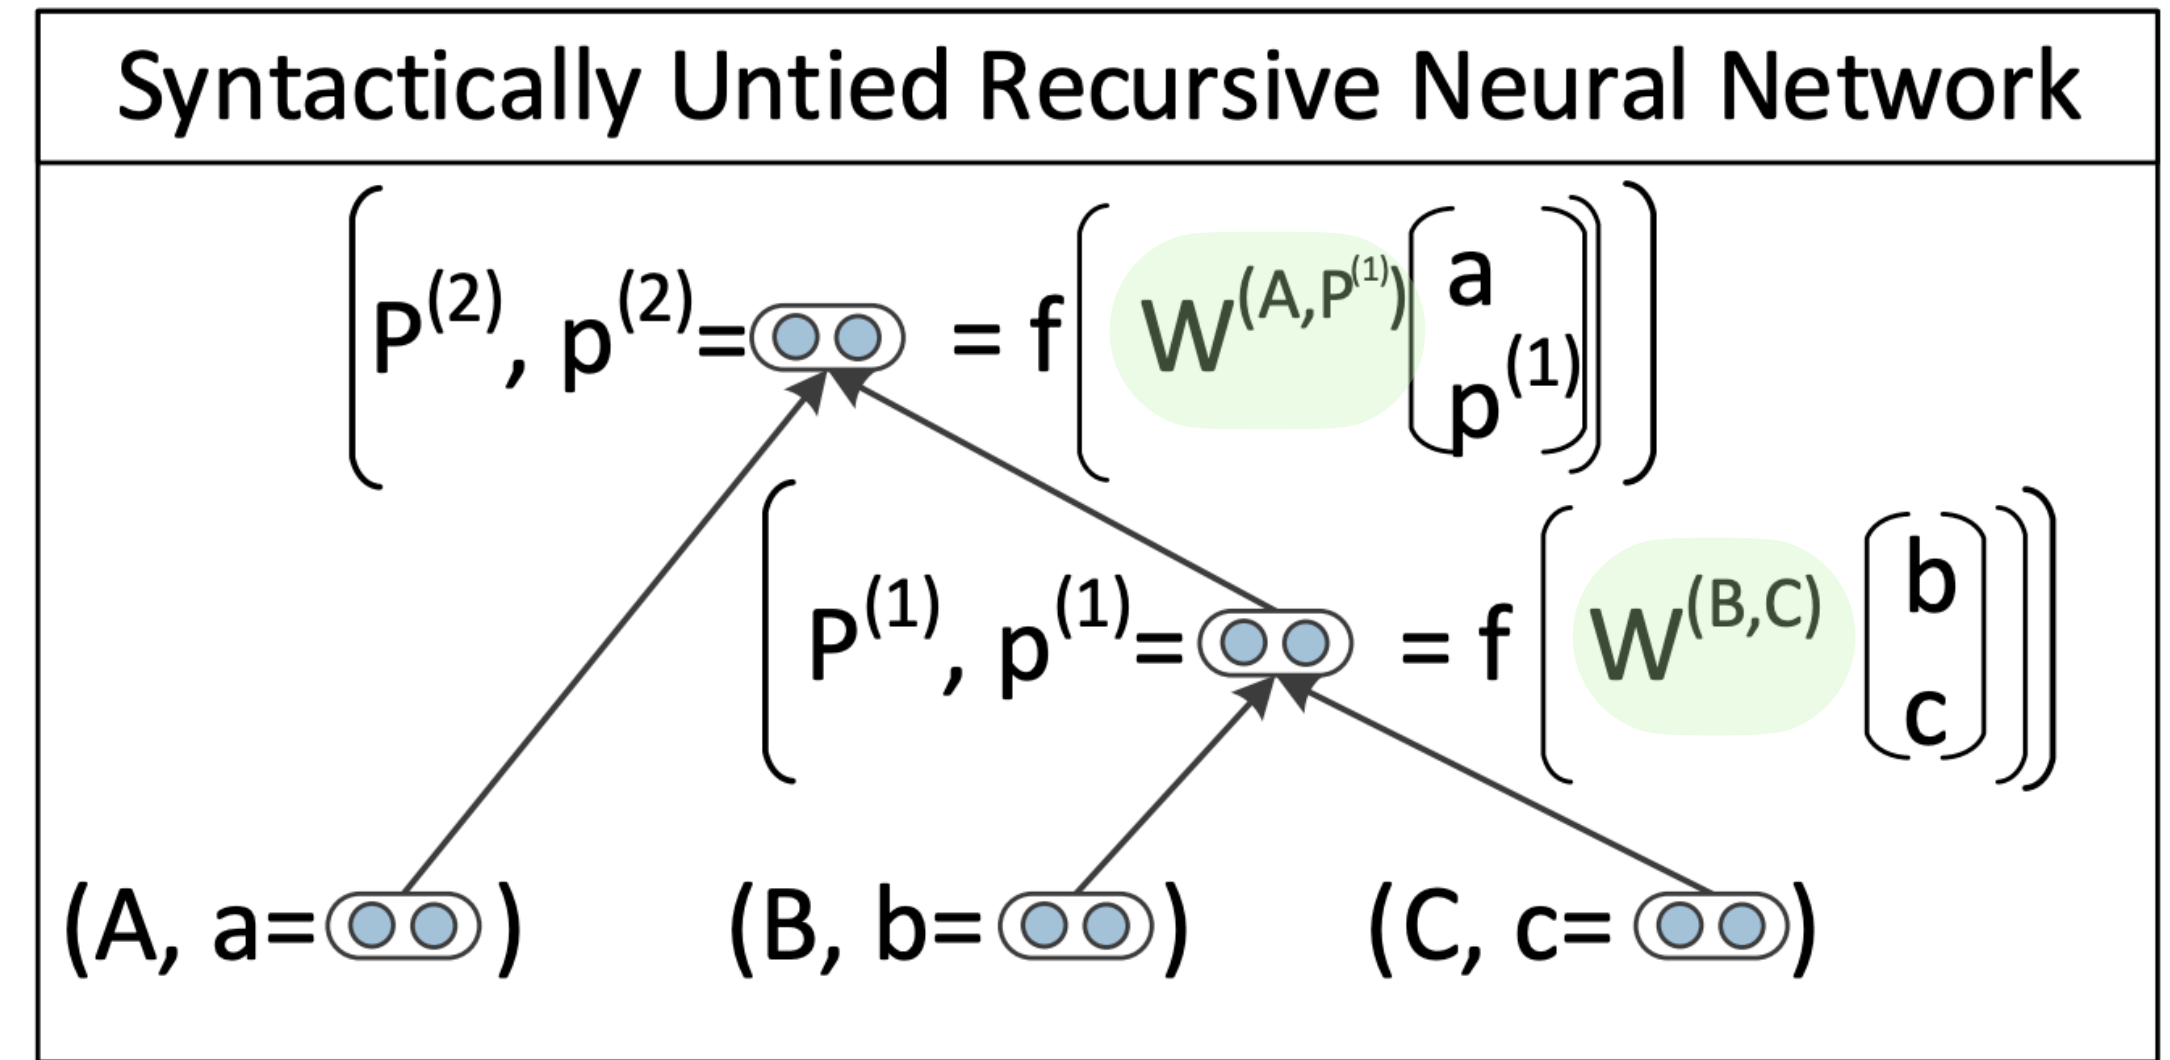 Syntactically Untied Recursive Neural Network
(P⁽²⁾, p⁽²⁾= = f(W^(A,P⁽¹⁾) (a p⁽¹⁾)))
(P⁽¹⁾, p⁽¹⁾= = f(W^(B,C) (b c)))
(A, a= ) (B, b= ) (C, c= )